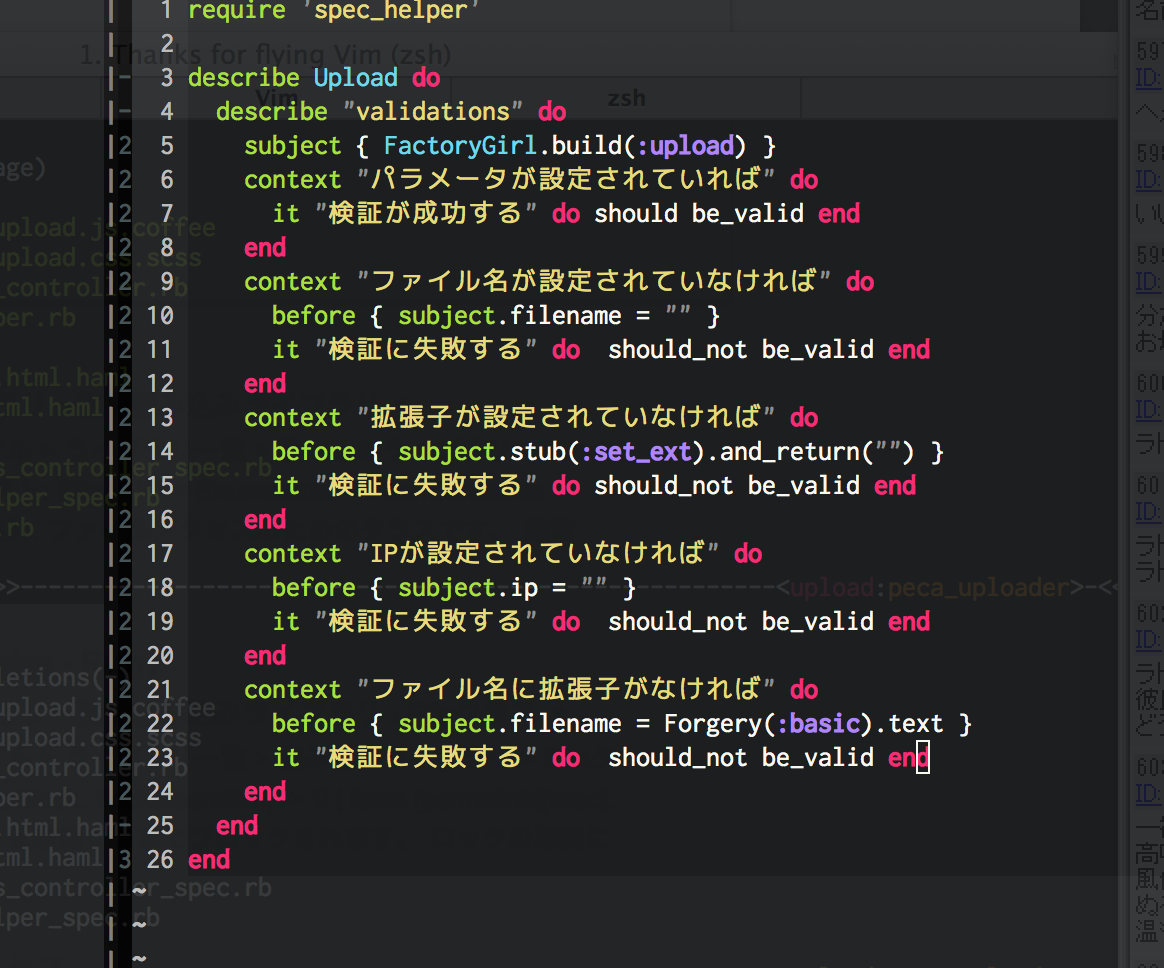 1 require 'spec_helper'
2
1. Thanks for flying Vim (zsh)
3 describe Upload do
Vim zsh
4 describe "validations" do
5 subject { FactoryGirl.build(:upload) }
6 context "パラメータが設定されていれば" do
7 it "検証が成功する" do should be_valid end
8 end
9 context "ファイル名が設定されていなければ" do
10 before { subject.filename = "" }
11 it "検証に失敗する" do  should_not be_valid end
12 end
13 context "拡張子が設定されていなければ" do
14 before { subject.stub(:set_ext).and_return("") }
15 it "検証に失敗する" do should_not be_valid end
16 end
17 context "IPが設定されていなければ" do
18 before { subject.ip = "" }
<upload:peca_uploader>
19 it "検証に失敗する" do  should_not be_valid end
20 end
21 context "ファイル名に拡張子がなければ" do
22 before { subject.filename = Forgery(:basic).text }
23 it "検証に失敗する" do  should_not be_valid end
24 end
25 end
26 end
~
~
~